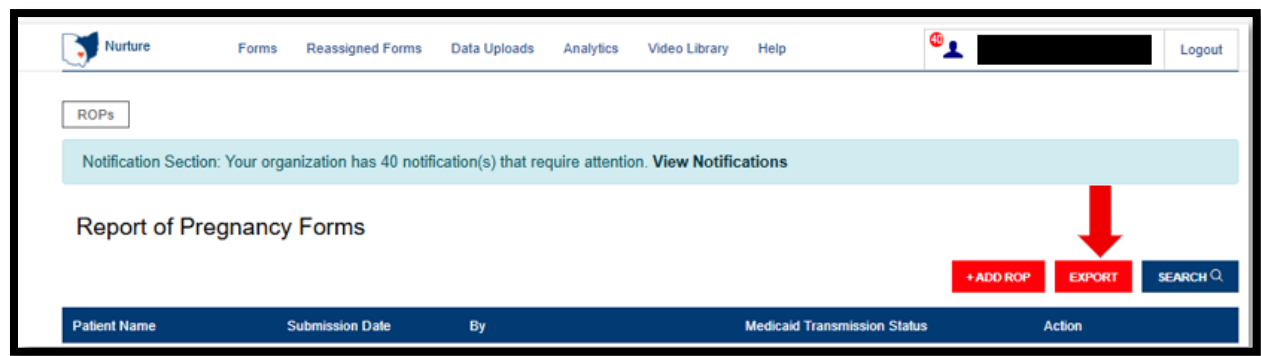 Nurture Forms Reassigned Forms Data Uploads Analytics Video Library Help 40 Logout
ROPs
Notification Section: Your organization has 40 notification(s) that require attention. View Notifications
Report of Pregnancy Forms
+ADD ROP EXPORT SEARCH
Patient Name Submission Date By Medicaid Transmission Status Action